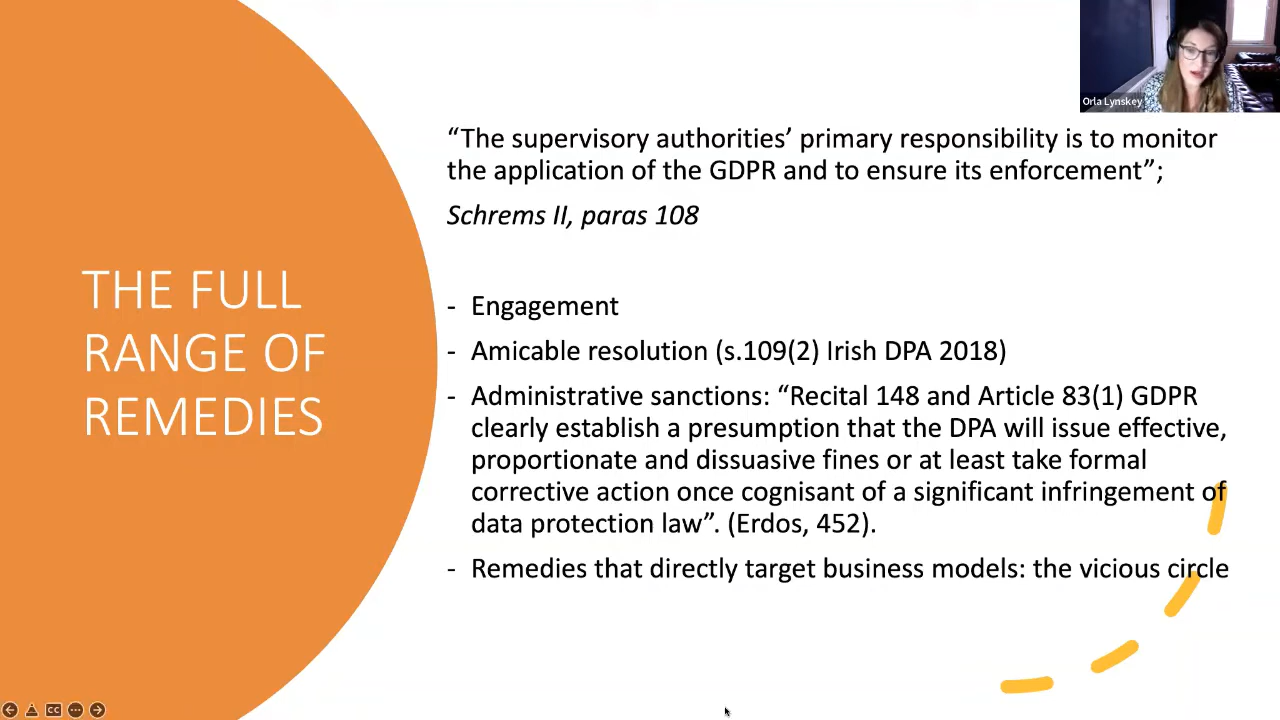 Orla Lynskey
THE FULL
RANGE OF
REMEDIES
“The supervisory authorities’ primary responsibility is to monitor
the application of the GDPR and to ensure its enforcement”;
Schrems II, paras 108
- Engagement
- Amicable resolution (s.109(2) Irish DPA 2018)
- Administrative sanctions: “Recital 148 and Article 83(1) GDPR
clearly establish a presumption that the DPA will issue effective,
proportionate and dissuasive fines or at least take formal
corrective action once cognisant of a significant infringement of
data protection law”. (Erdos, 452).
- Remedies that directly target business models: the vicious circle
CC